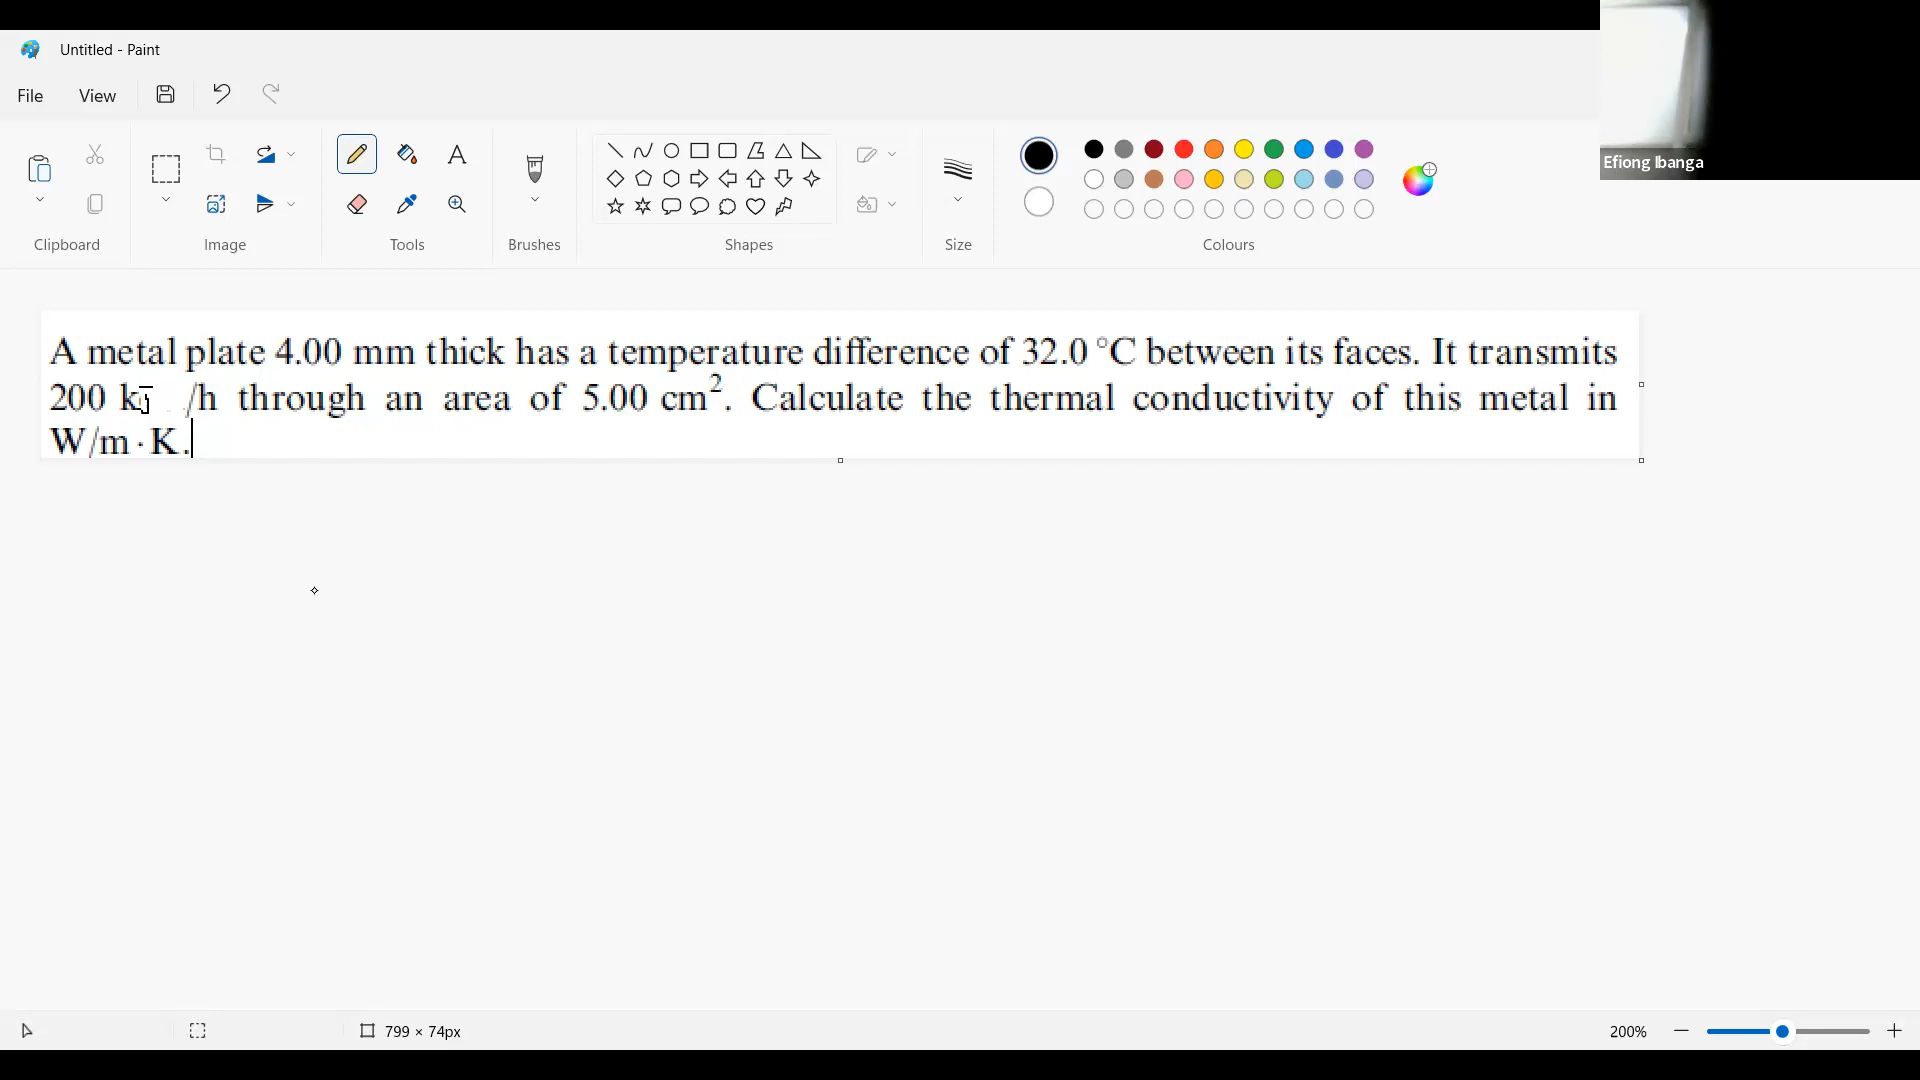 Untitled - Paint
File View
Clipboard Image Tools Brushes Shapes Size Colours
Efiong Ibanga
A metal plate 4.00 mm thick has a temperature difference of 32.0 °C between its faces. It transmits
200 kJ /h through an area of 5.00 cm². Calculate the thermal conductivity of this metal in
W/m·K.
799 × 74px 200%